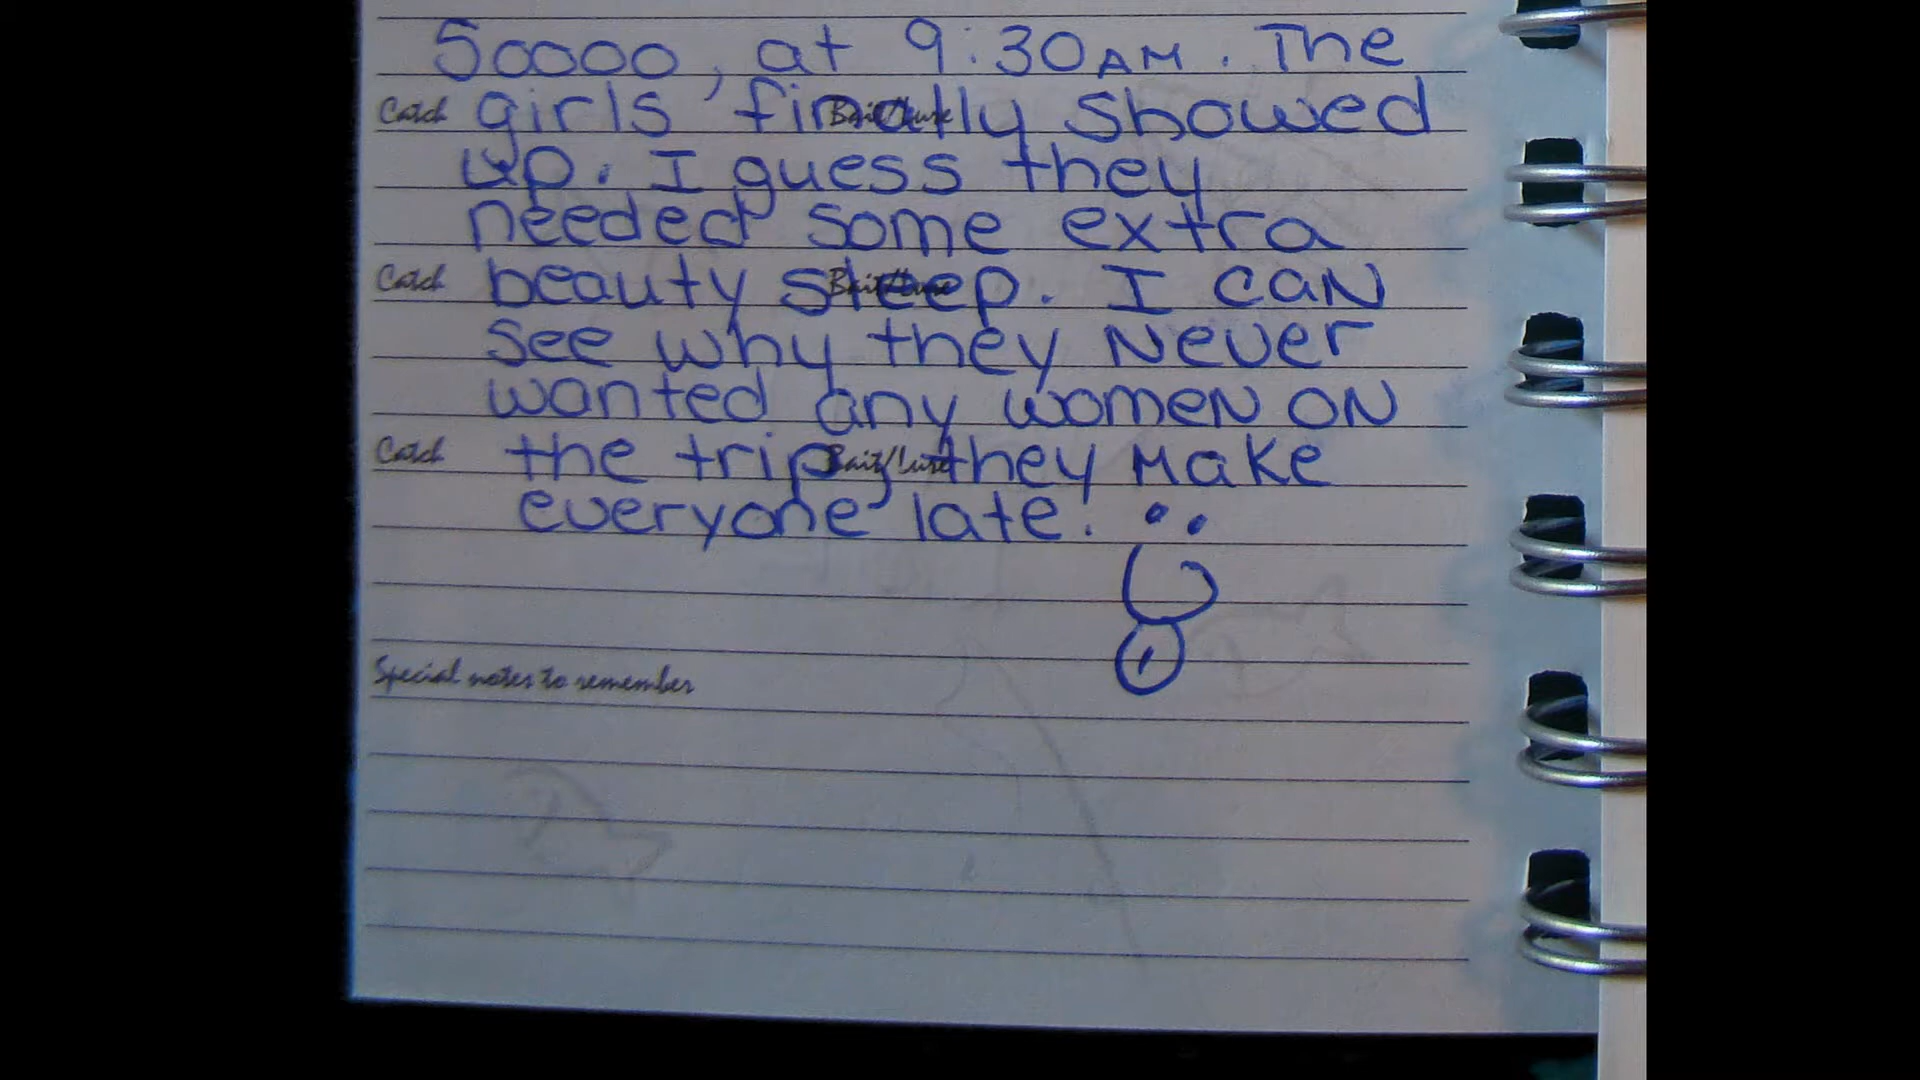 Soooo, at 9:30AM. The
Catch girls finally showed Bait/Lure
up. I guess they
needed some extra
Catch beauty sleep. I can Bait/Lure
see why they never
wanted any women on
Catch the trip, they make Bait/Lure
everyone late!
1
Special notes to remember